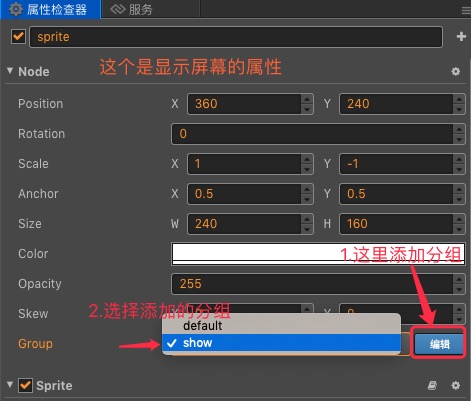 属性检查器 服务
sprite
Node
这个是显示屏幕的属性
Position X 360 Y 240
Rotation 0
Scale X 1 Y -1
Anchor X 0.5 Y 0.5
Size W 240 H 160
Color
1.这里添加分组
Opacity 255
Skew Y
2.选择添加的分组
default
Group show 编辑
Sprite